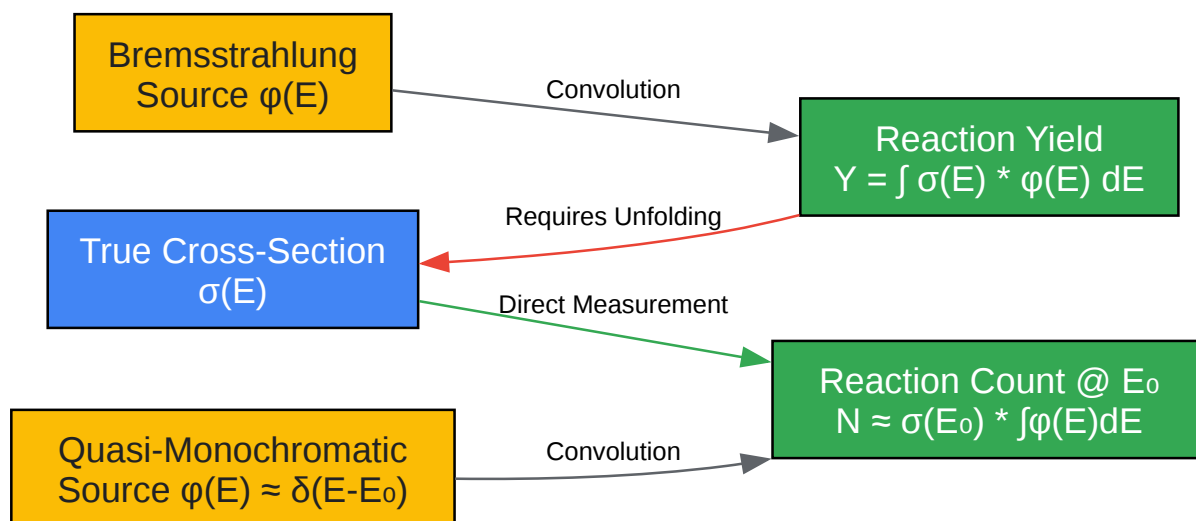 Bremsstrahlung
Source φ(E)
Convolution
Reaction Yield
Y = ∫ σ(E) * φ(E) dE
Requires Unfolding
True Cross-Section
σ(E)
Direct Measurement
Reaction Count @ E₀
N ≈ σ(E₀) * ∫φ(E)dE
Quasi-Monochromatic
Source φ(E) ≈ δ(E-E₀)
Convolution